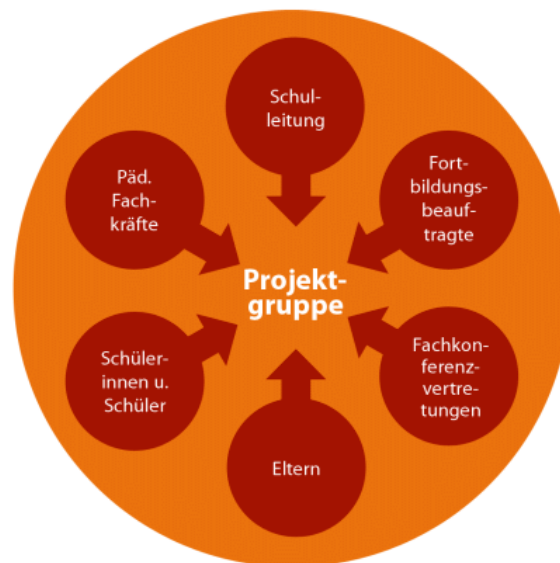 Schul-
leitung
Päd.
Fach-
kräfte
Fort-
bildungs-
beauf-
tragte
Projekt-
gruppe
Schüler-
innen u.
Schüler
Fachkon-
ferenz-
vertre-
tungen
Eltern